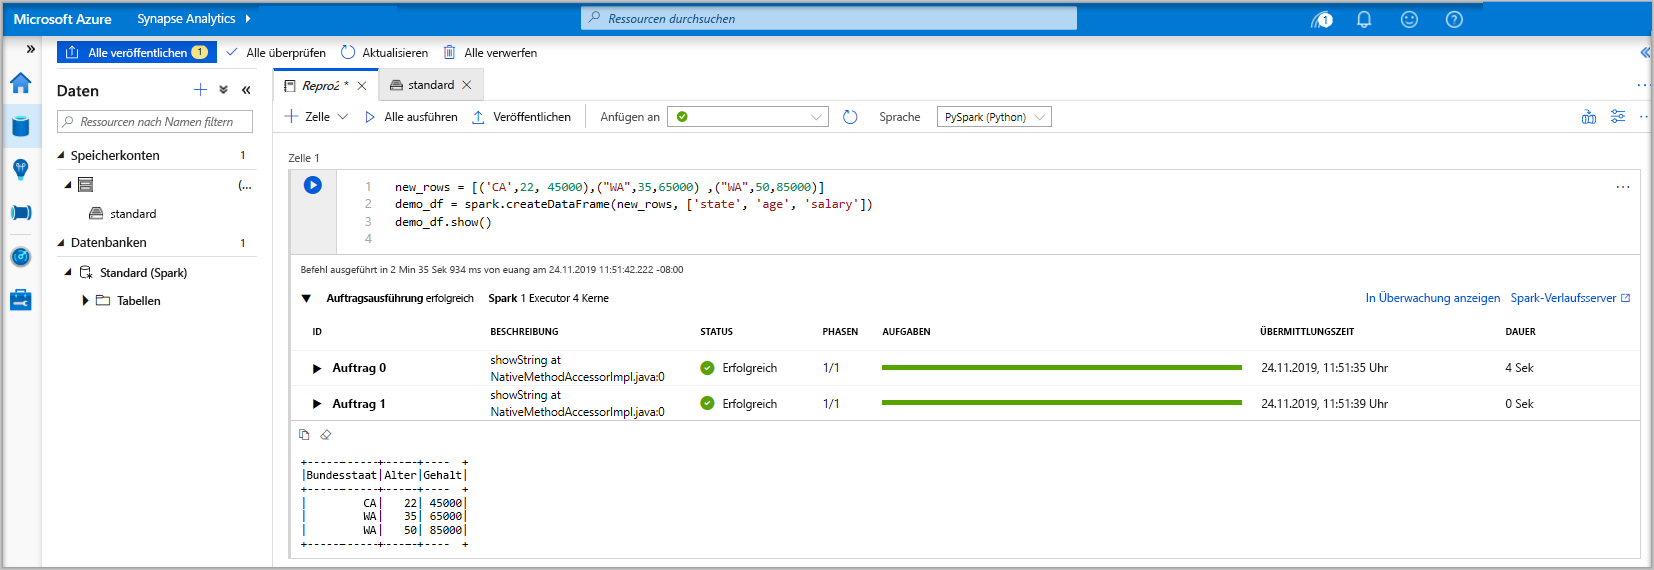 Microsoft Azure Synapse Analytics Ressourcen durchsuchen 1
Alle veröffentlichen 1 Alle überprüfen Aktualisieren Alle verwerfen
Daten
Repro2 * standard
Zelle Alle ausführen Veröffentlichen Anfügen an Sprache PySpark (Python)
Ressourcen nach Namen filtern
Speicherkonten 1
(...
standard
Datenbanken 1
Standard (Spark)
Tabellen
Zelle 1
1 new_rows = [('CA',22, 45000),("WA",35,65000) ,("WA",50,85000)]
2 demo_df = spark.createDataFrame(new_rows, ['state', 'age', 'salary'])
3 demo_df.show()
4
Befehl ausgeführt in 2 Min 35 Sek 934 ms von euang am 24.11.2019 11:51:42.222 -08:00
Auftragsausführung erfolgreich Spark 1 Executor 4 Kerne In Überwachung anzeigen Spark-Verlaufsserver
ID BESCHREIBUNG STATUS PHASEN AUFGABEN ÜBERMITTLUNGSZEIT DAUER
Auftrag 0 showString at NativeMethodAccessorImpl.java:0 Erfolgreich 1/1 24.11.2019, 11:51:35 Uhr 4 Sek
Auftrag 1 showString at NativeMethodAccessorImpl.java:0 Erfolgreich 1/1 24.11.2019, 11:51:39 Uhr 0 Sek
+-----------+-----+---- +
|Bundesstaat|Alter|Gehalt|
+-----------+-----+---- +
| CA| 22| 45000|
| WA| 35| 65000|
| WA| 50| 85000|
+-----------+-----+---- +